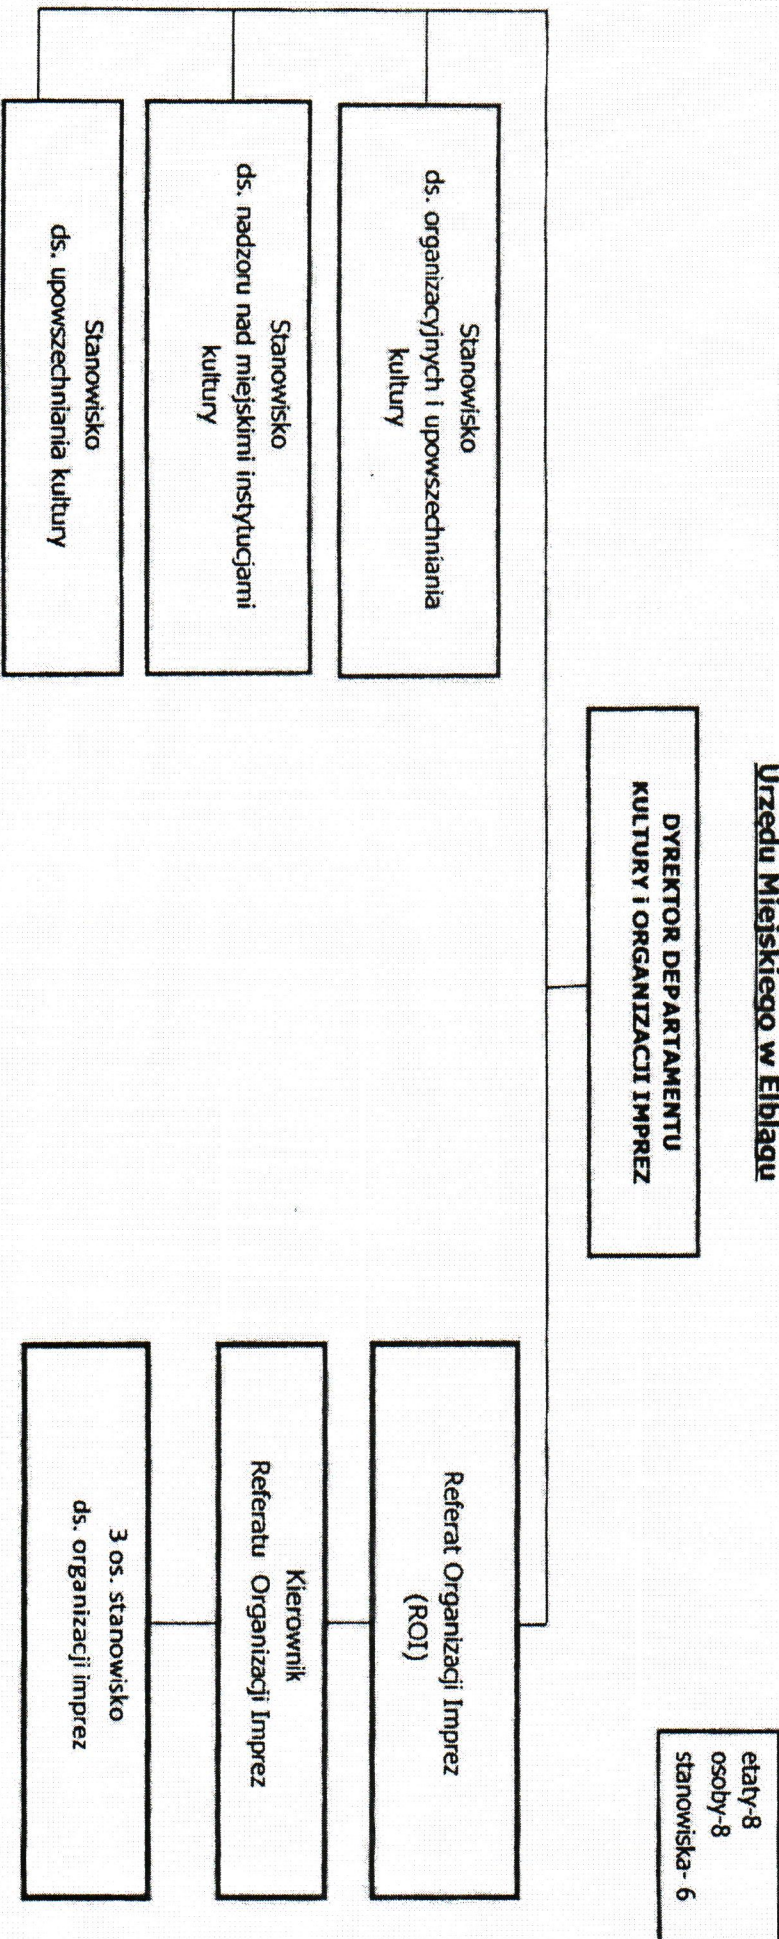 Urzędu Miejskiego w Elblągu
etaty-8
osoby-8
stanowiska- 6
DYREKTOR DEPARTAMENTU
KULTURY i ORGANIZACJI IMPREZ
Stanowisko
ds. organizacyjnych i upowszechniania
kultury
Stanowisko
ds. nadzoru nad miejskimi instytucjami
kultury
Stanowisko
ds. upowszechniania kultury
Referat Organizacji Imprez
(ROI)
Kierownik
Referatu Organizacji Imprez
3 os. stanowisko
ds. organizacji imprez